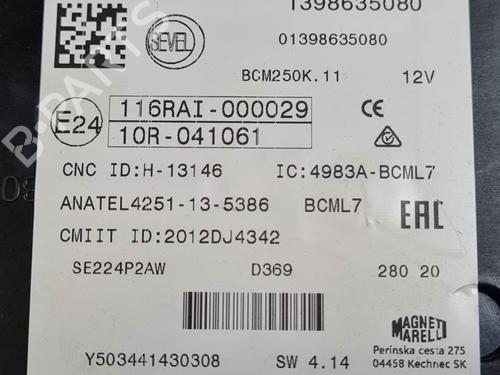 1398635080
SEVEL
01398635080
BCM250K.11 12V
E24
116RAI-000029
10R-041061
CE
CNC ID:H-13146 IC:4983A-BCML7
ANATEL4251-13-5386 BCML7
EAC
CMIIT ID:2012DJ4342
SE224P2AW D369 280 20
MAGNETI
MARELLI
Perínska cesta 275
Y503441430308 SW 4.14 04458 Kechnec SK
B-PARTS